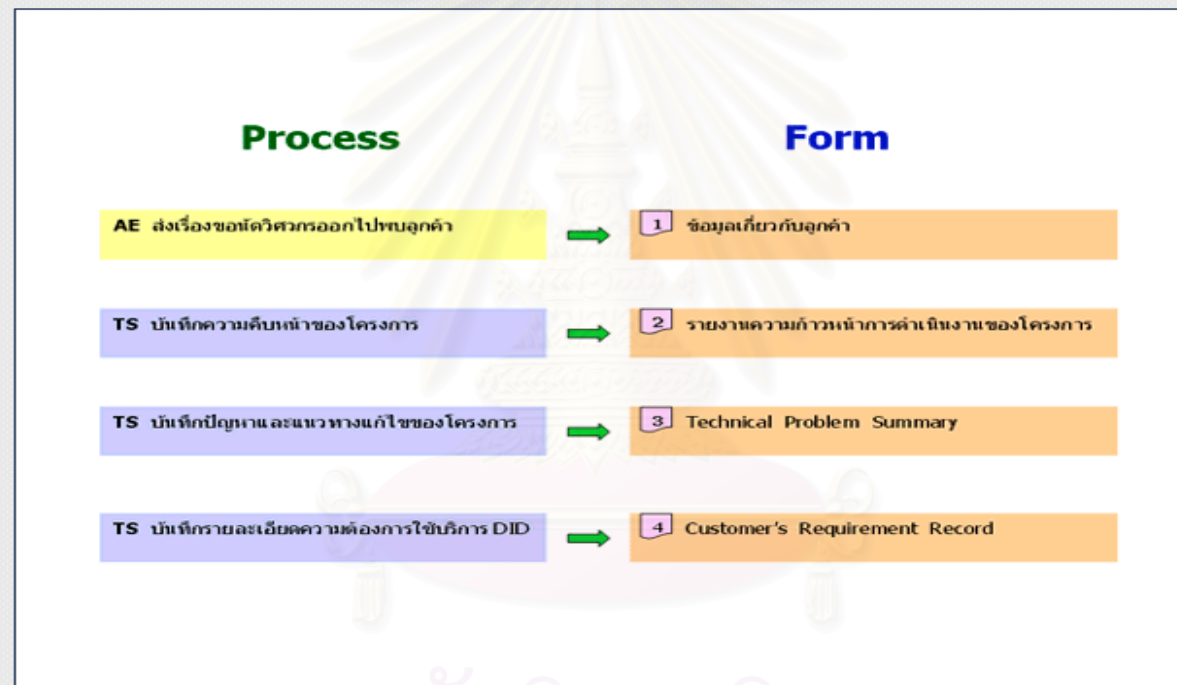 Process
Form
AE ส่งเรื่องขอนัดวิศวกรออกไปพบลูกค้า
1 ข้อมูลเกี่ยวกับลูกค้า
TS บันทึกความคืบหน้าของโครงการ
2 รายงานความก้าวหน้าการดำเนินงานของโครงการ
TS บันทึกปัญหาและแนวทางแก้ไขของโครงการ
3 Technical Problem Summary
TS บันทึกรายละเอียดความต้องการใช้บริการ DID
4 Customer's Requirement Record